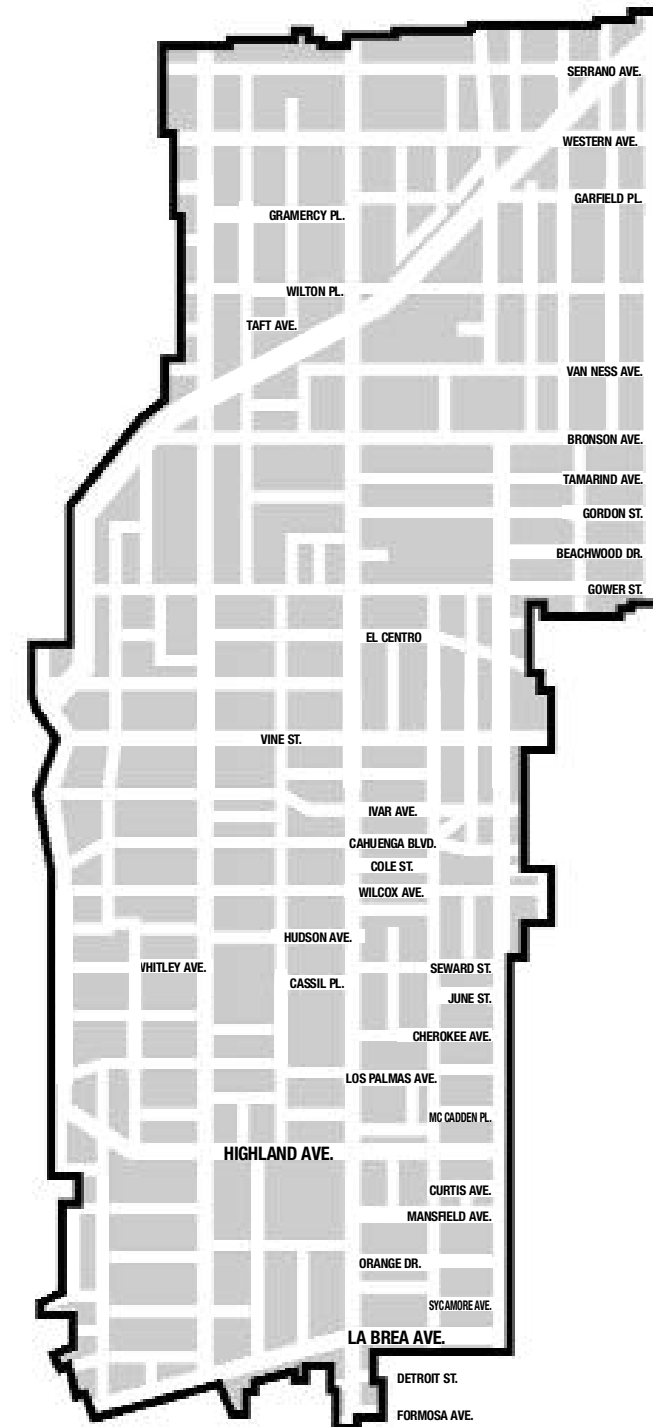 SERRANO AVE.
WESTERN AVE.
GARFIELD PL.
GRAMERCY PL.
WILTON PL.
TAFT AVE.
VAN NESS AVE.
BRONSON AVE.
TAMARIND AVE.
GORDON ST.
BEACHWOOD DR.
GOWER ST.
EL CENTRO
VINE ST.
IVAR AVE.
CAHUENGA BLVD.
COLE ST.
WILCOX AVE.
HUDSON AVE.
WHITLEY AVE.
SEWARD ST.
CASSIL PL.
JUNE ST.
CHEROKEE AVE.
LOS PALMAS AVE.
MC CADDEN PL.
HIGHLAND AVE.
CURTIS AVE.
MANSFIELD AVE.
ORANGE DR.
SYCAMORE AVE.
LA BREA AVE.
DETROIT ST.
FORMOSA AVE.